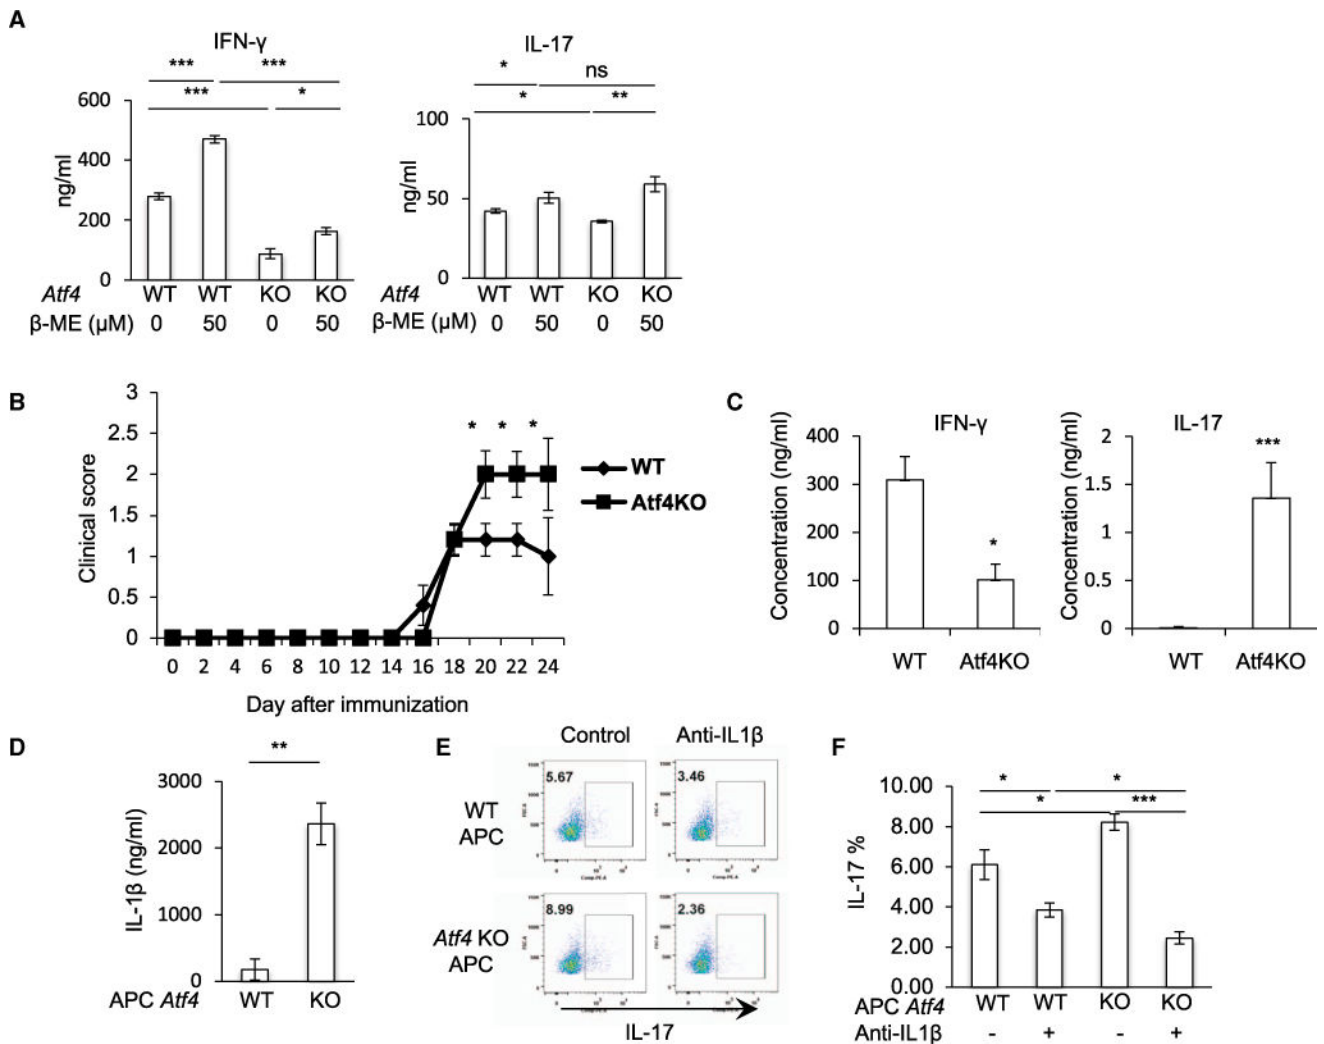 A
IFN-γ
IL-17
*** ***
*** *
* ns
* **
600
400
200
0
ng/ml
100
50
0
ng/ml
Atf4 WT WT KO KO
β-ME (μM) 0 50 0 50
Atf4 WT WT KO KO
β-ME (μM) 0 50 0 50
B
3
2.5
2
1.5
1
0.5
0
Clinical score
* * *
WT
Atf4KO
0 2 4 6 8 10 12 14 16 18 20 22 24
Day after immunization
C
IFN-γ
400
300
200
100
0
Concentration (ng/ml)
*
WT Atf4KO
IL-17
2
1.5
1
0.5
0
Concentration (ng/ml)
***
WT Atf4KO
D
**
3000
2000
1000
0
IL-1β (ng/ml)
APC Atf4 WT KO
E
Control Anti-IL1β
WT
APC
5.67 3.46
Atf4 KO
APC
8.99 2.36
IL-17
F
* *
* ***
10.00
8.00
6.00
4.00
2.00
0.00
IL-17 %
APC Atf4 WT WT KO KO
Anti-IL1β - + - +